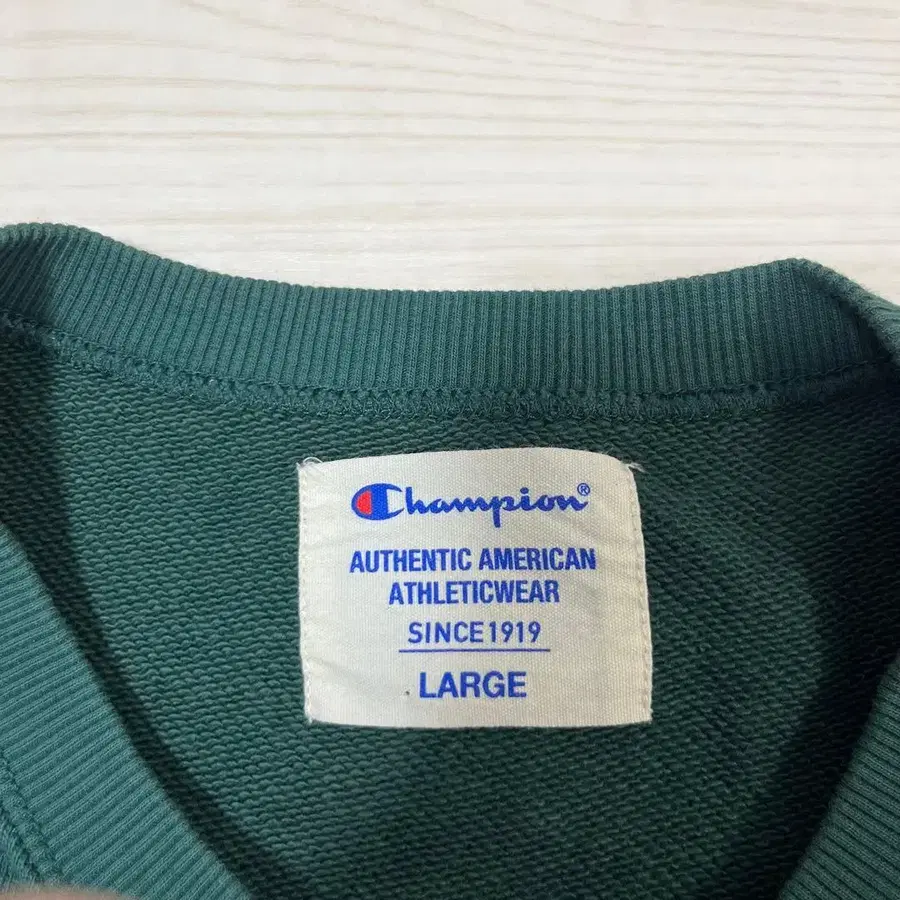 Champion®
AUTHENTIC AMERICAN
ATHLETICWEAR
SINCE 1919
LARGE